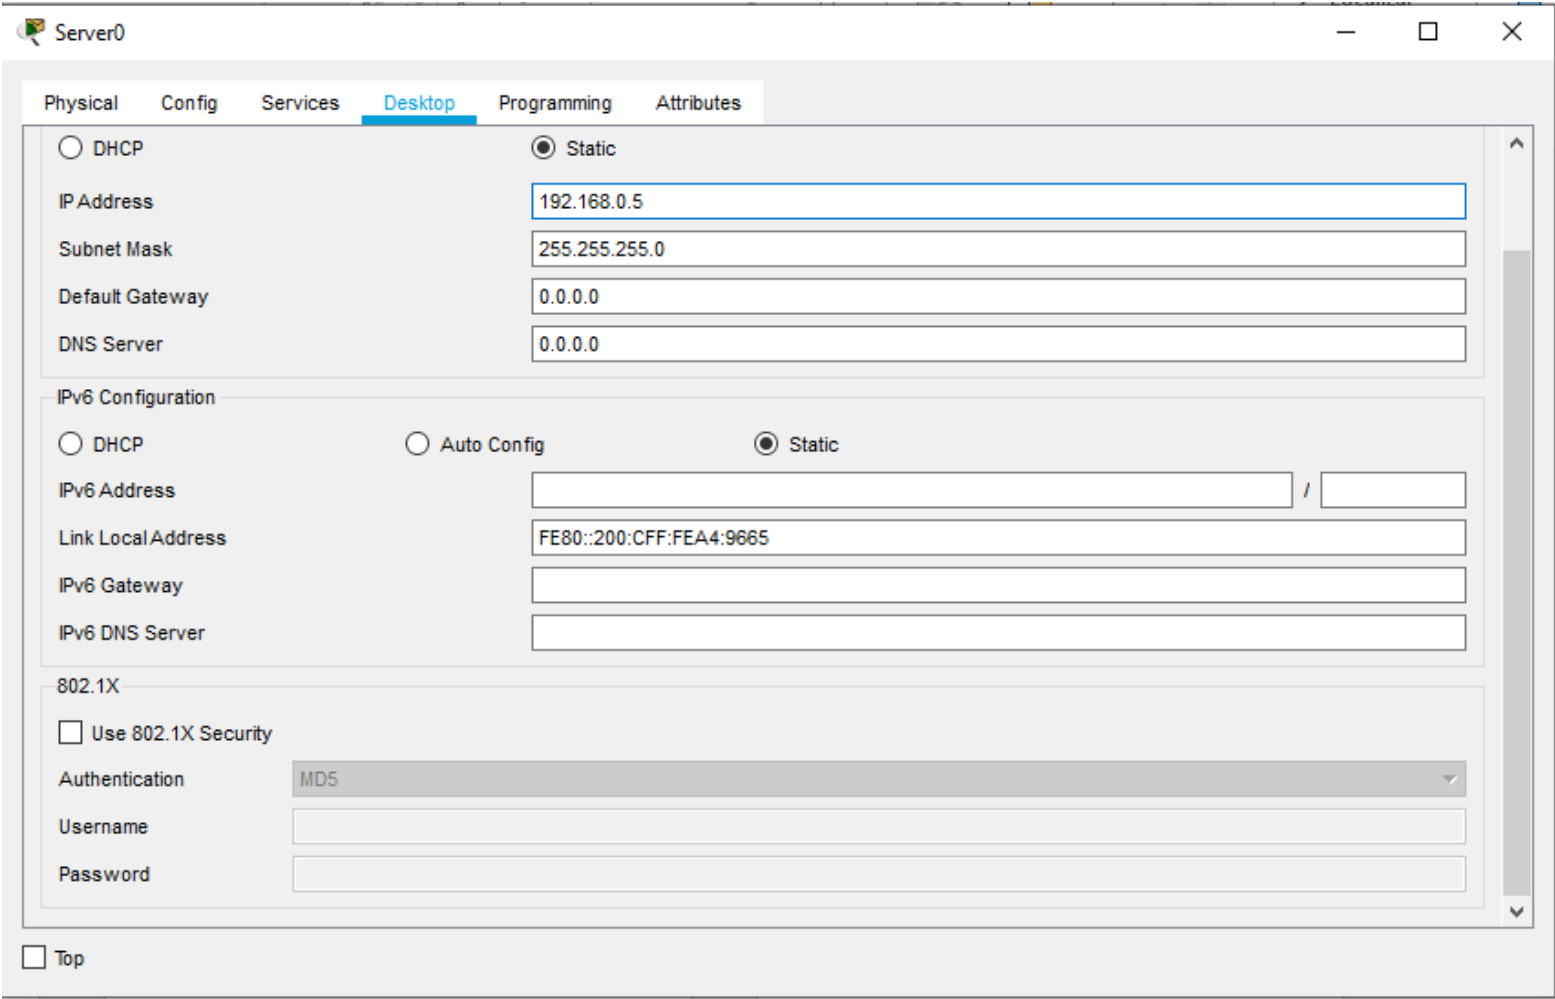 Server0
Physical Config Services Desktop Programming Attributes
DHCP Static
IP Address 192.168.0.5
Subnet Mask 255.255.255.0
Default Gateway 0.0.0.0
DNS Server 0.0.0.0
IPv6 Configuration
DHCP Auto Config Static
IPv6 Address /
Link Local Address FE80::200:CFF:FEA4:9665
IPv6 Gateway
IPv6 DNS Server
802.1X
Use 802.1X Security
Authentication MD5
Username
Password
Top